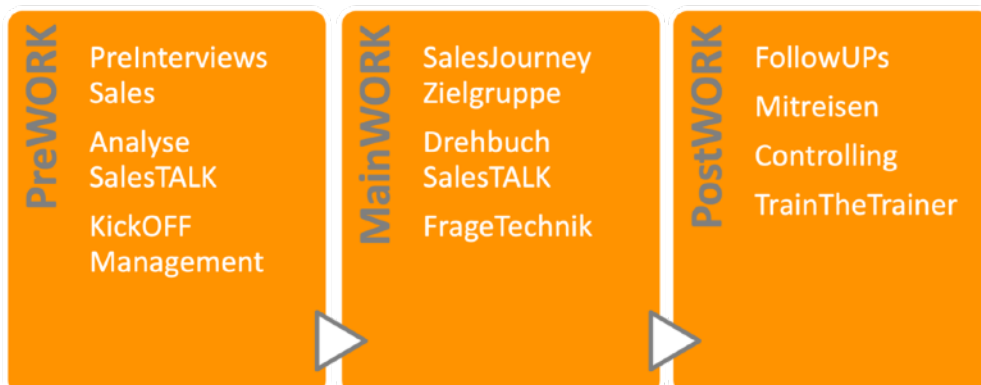 PreWORK
PreInterviews
Sales
Analyse
SalesTALK
KickOFF
Management
MainWORK
SalesJourney
Zielgruppe
Drehbuch
SalesTALK
FrageTechnik
PostWORK
FollowUPs
Mitreisen
Controlling
TrainTheTrainer